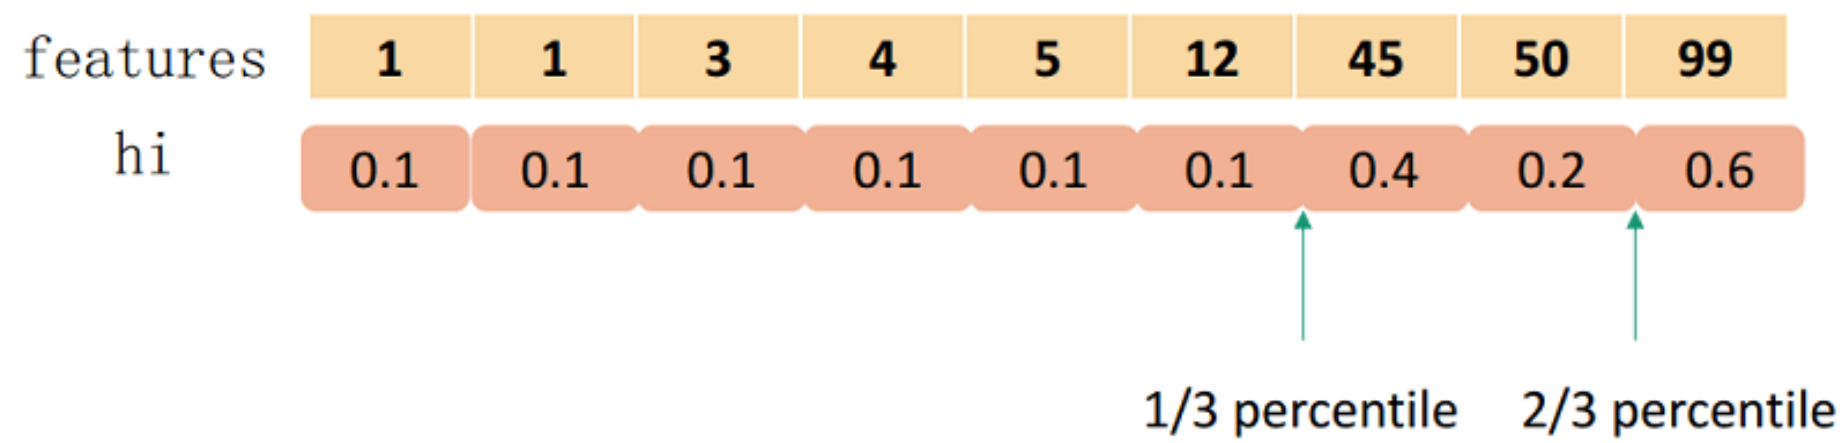 features 1 1 3 4 5 12 45 50 99
hi 0.1 0.1 0.1 0.1 0.1 0.1 0.4 0.2 0.6
1/3 percentile 2/3 percentile